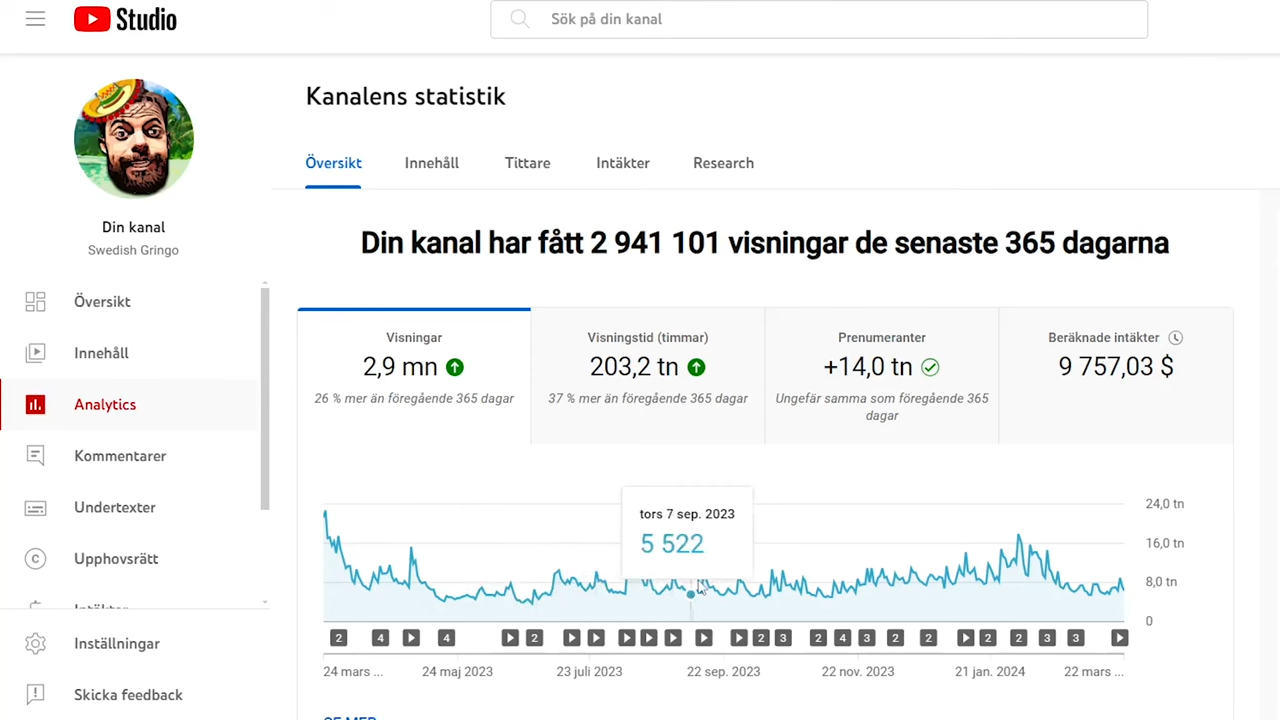 Studio
Sök på din kanal
Din kanal
Swedish Gringo
Översikt
Innehåll
Analytics
Kommentarer
Undertexter
Upphovsrätt
Inställningar
Skicka feedback
Kanalens statistik
Översikt Innehåll Tittare Intäkter Research
Din kanal har fått 2 941 101 visningar de senaste 365 dagarna
Visningar
2,9 mn
26 % mer än föregående 365 dagar
Visningstid (timmar)
203,2 tn
37 % mer än föregående 365 dagar
Prenumeranter
+14,0 tn
Ungefär samma som föregående 365
dagar
Beräknade intäkter
9 757,03 $
tors 7 sep. 2023
5 522
24,0 tn
16,0 tn
8,0 tn
0
2 4 4 2 2 3 2 4 3 2 2 2 2 3 3
24 mars ... 24 maj 2023 23 juli 2023 22 sep. 2023 22 nov. 2023 21 jan. 2024 22 mars ...